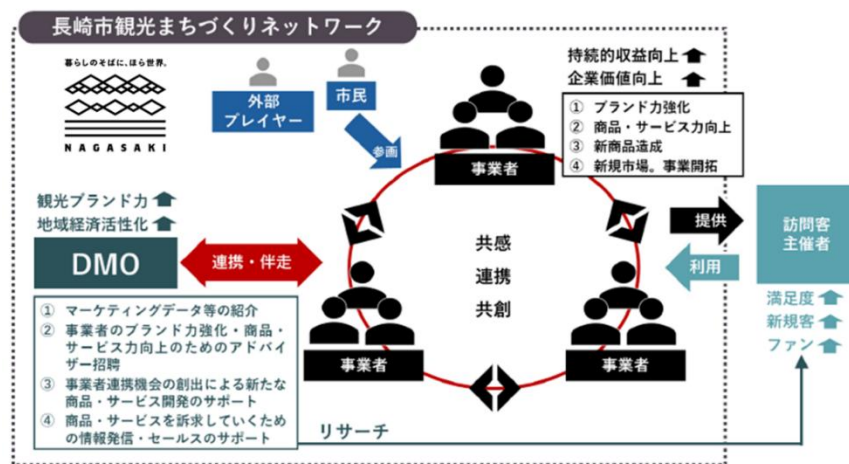 長崎市観光まちづくりネットワーク
暮らしのそばに、ほら世界。
NAGASAKI
外部
プレイヤー
市民
参画
持続的収益向上
企業価値向上
① ブランド力強化
② 商品・サービス力向上
③ 新商品造成
④ 新規市場。事業開拓
事業者
観光ブランド力
地域経済活性化
DMO
連携・伴走
共感
連携
共創
提供
利用
訪問客
主催者
満足度
新規客
ファン
事業者
事業者
① マーケティングデータ等の紹介
② 事業者のブランド力強化・商品・
サービス力向上のためのアドバイ
ザー招聘
③ 事業者連携機会の創出による新たな
商品・サービス開発のサポート
④ 商品・サービスを訴求していくため
の情報発信・セールスのサポート
リサーチ